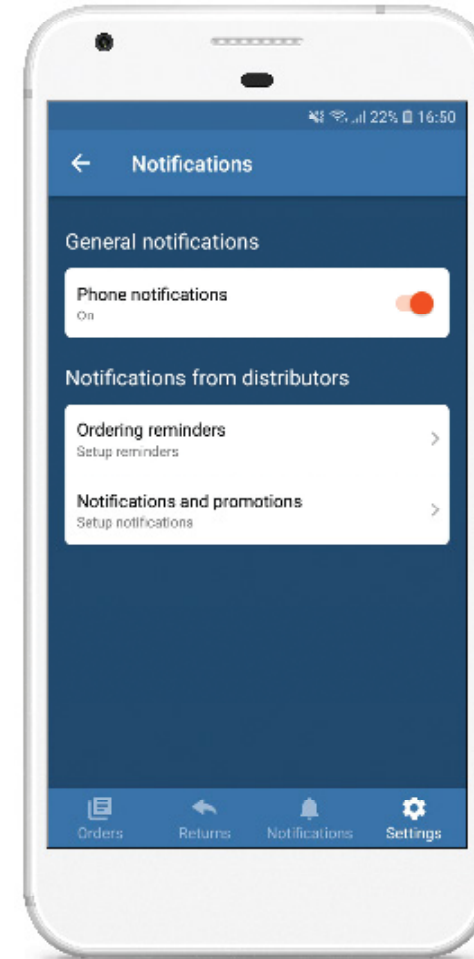 22% 16:50
Notifications
General notifications
Phone notifications
On
Notifications from distributors
Ordering reminders
Setup reminders
Notifications and promotions
Setup notifications
Orders Returns Notifications Settings